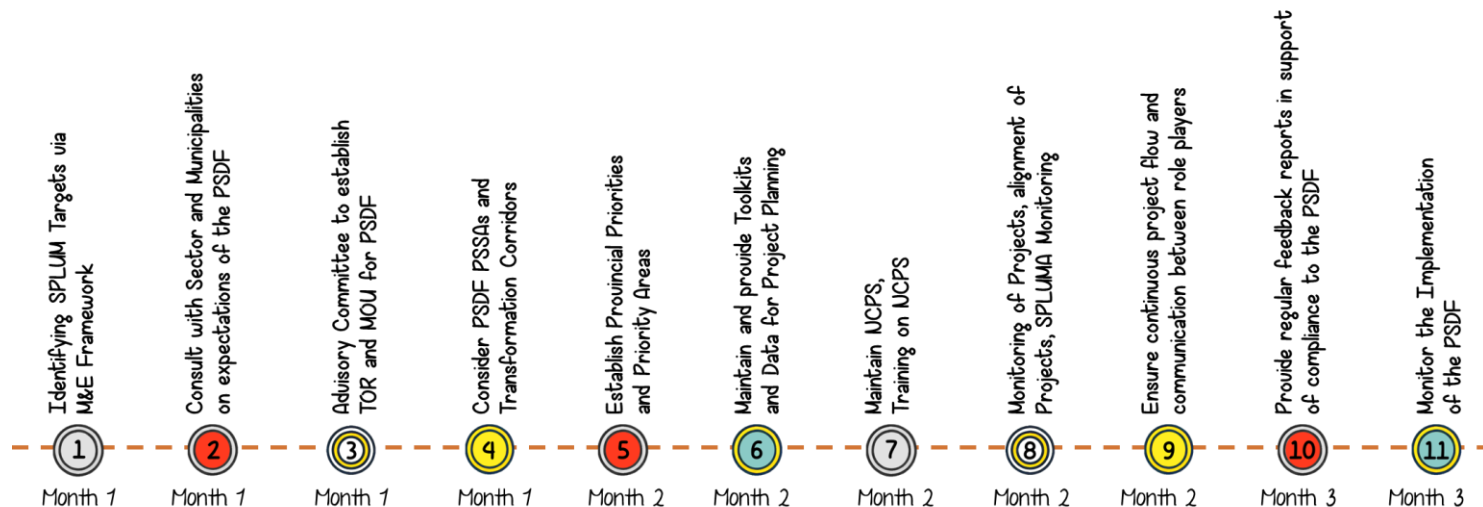 Identifying SPLUM Targets via
M&E Framework
1
Month 1
Consult with Sector and Municipalities
on expectations of the PSDF
2
Month 1
Advisory Committee to establish
TOR and MOU for PSDF
3
Month 1
Consider PSDF PSSAs and
Transformation Corridors
4
Month 1
Establish Provincial Priorities
and Priority Areas
5
Month 2
Maintain and provide Toolkits
and Data for Project Planning
6
Month 2
Maintain NCPS,
Training on NCPS
7
Month 2
Monitoring of Projects, alignment of
Projects, SPLUMA Monitoring
8
Month 2
Ensure continuous project flow and
communication between role players
9
Month 2
Provide regular feedback reports in support
of compliance to the PSDF
10
Month 3
Monitor the Implementation
of the PSDF
11
Month 3